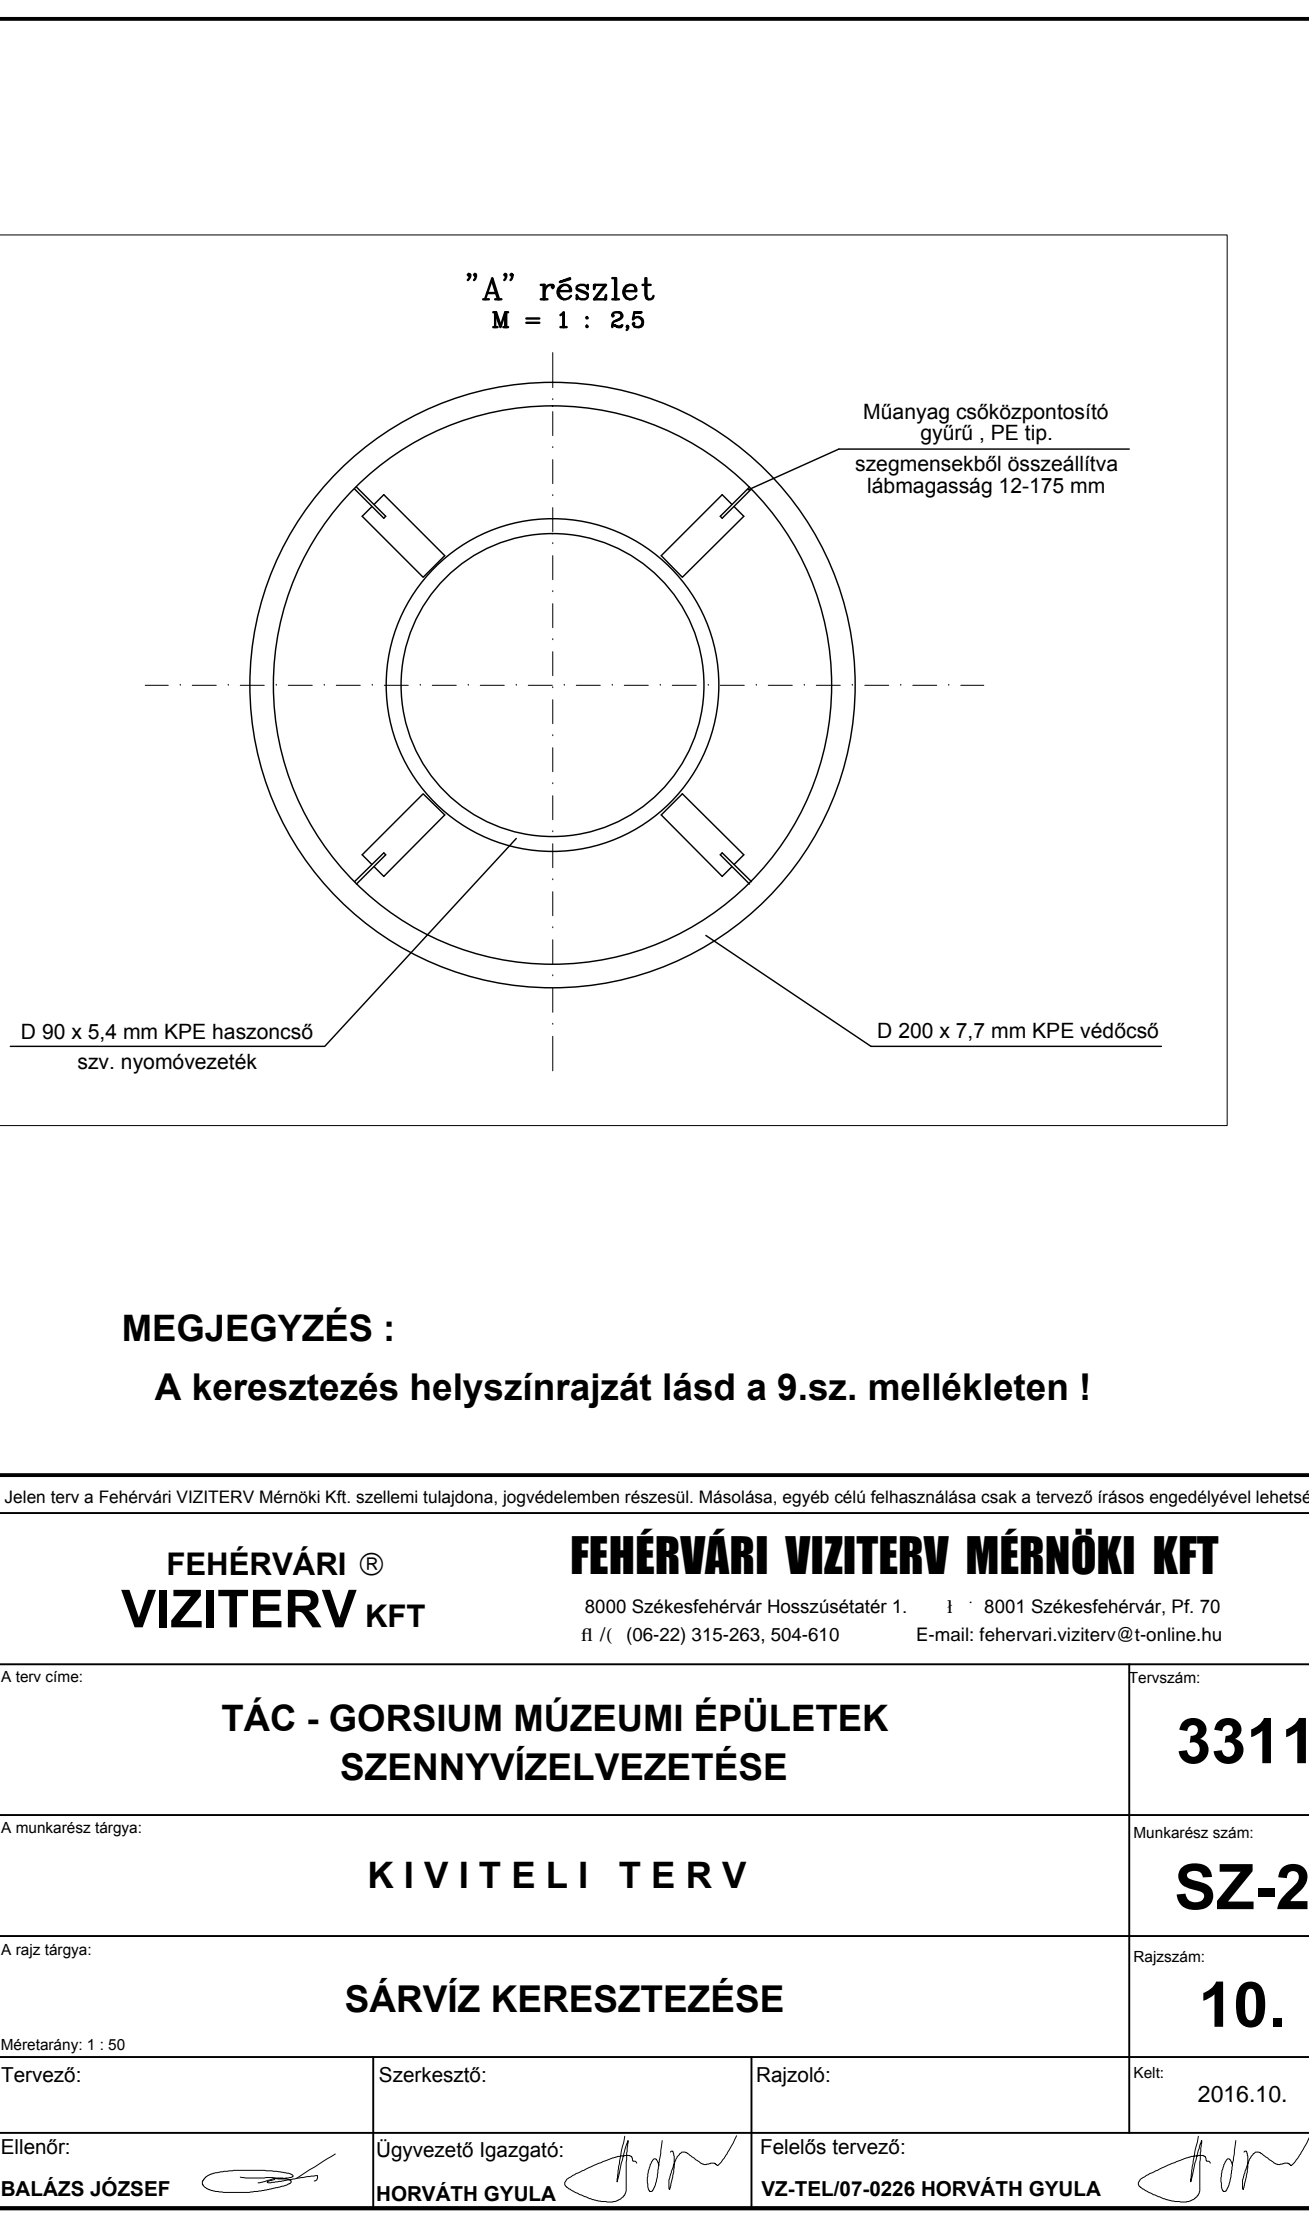 "A" részlet
M = 1 : 2,5
Műanyag csőközpontosító
gyűrű , PE tip.
szegmensekből összeállítva
lábmagasság 12-175 mm
D 90 x 5,4 mm KPE haszoncső
szv. nyomóvezeték
D 200 x 7,7 mm KPE védőcső
MEGJEGYZÉS :
A keresztezés helyszínrajzát lásd a 9.sz. mellékleten !
Jelen terv a Fehérvári VIZITERV Mérnöki Kft. szellemi tulajdona, jogvédelemben részesül. Másolása, egyéb célú felhasználása csak a tervező írásos engedélyével lehetsé
FEHÉRVÁRI ®
VIZITERV KFT
FEHÉRVÁRI VIZITERV MÉRNÖKI KFT
8000 Székesfehérvár Hosszúsétatér 1. ł · 8001 Székesfehérvár, Pf. 70
ﬂ /( (06-22) 315-263, 504-610 E-mail: fehervari.viziterv@t-online.hu
A terv címe:
TÁC - GORSIUM MÚZEUMI ÉPÜLETEK
SZENNYVÍZELVEZETÉSE
Tervszám:
3311
A munkarész tárgya:
KIVITELI TERV
Munkarész szám:
SZ-2
A rajz tárgya:
SÁRVÍZ KERESZTEZÉSE
Méretarány: 1 : 50
Rajzszám:
10.
Tervező:
Szerkesztő:
Rajzoló:
Kelt:
2016.10.
Ellenőr:
BALÁZS JÓZSEF
Ügyvezető Igazgató:
HORVÁTH GYULA
Felelős tervező:
VZ-TEL/07-0226 HORVÁTH GYULA